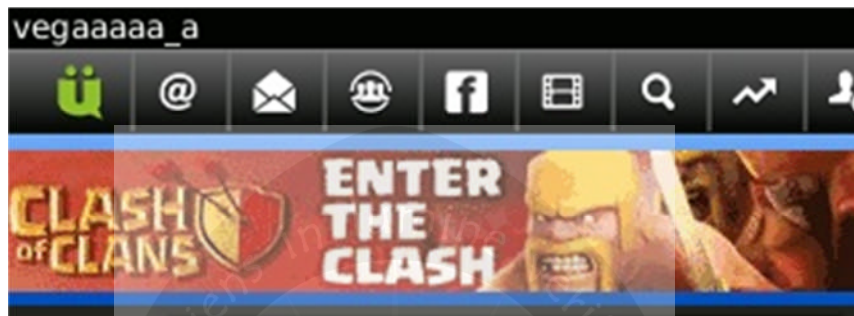 vegaaaaa_a
ü @ f
CLASH
of CLANS
ENTER
THE
CLASH